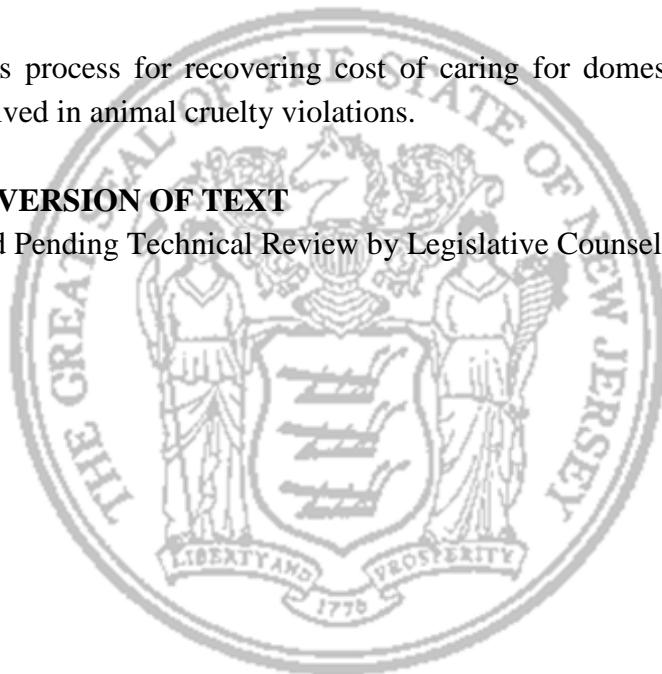 s process for recovering cost of caring for domes
lved in animal cruelty violations.
VERSION OF TEXT
d Pending Technical Review by Legislative Counsel
THE GREAT SEAL OF THE STATE OF NEW JERSEY
LIBERTY AND PROSPERITY
1776